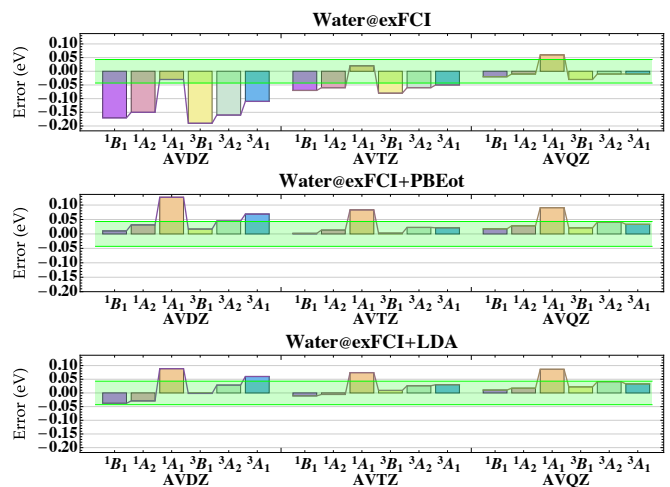 Water@exFCI
Error (eV)
0.10
0.05
0.00
−0.05
−0.10
−0.15
−0.20
¹B₁ ¹A₂ ¹A₁ ³B₁ ³A₂ ³A₁ ¹B₁ ¹A₂ ¹A₁ ³B₁ ³A₂ ³A₁ ¹B₁ ¹A₂ ¹A₁ ³B₁ ³A₂ ³A₁
AVDZ AVTZ AVQZ
Water@exFCI+PBEot
Error (eV)
0.10
0.05
0.00
−0.05
−0.10
−0.15
−0.20
¹B₁ ¹A₂ ¹A₁ ³B₁ ³A₂ ³A₁ ¹B₁ ¹A₂ ¹A₁ ³B₁ ³A₂ ³A₁ ¹B₁ ¹A₂ ¹A₁ ³B₁ ³A₂ ³A₁
AVDZ AVTZ AVQZ
Water@exFCI+LDA
Error (eV)
0.10
0.05
0.00
−0.05
−0.10
−0.15
−0.20
¹B₁ ¹A₂ ¹A₁ ³B₁ ³A₂ ³A₁ ¹B₁ ¹A₂ ¹A₁ ³B₁ ³A₂ ³A₁ ¹B₁ ¹A₂ ¹A₁ ³B₁ ³A₂ ³A₁
AVDZ AVTZ AVQZ